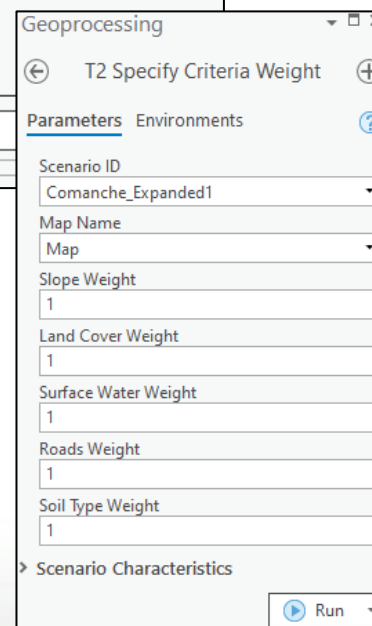 Geoprocessing
T2 Specify Criteria Weight
Parameters Environments
Scenario ID
Comanche_Expanded1
Map Name
Map
Slope Weight
1
Land Cover Weight
1
Surface Water Weight
1
Roads Weight
1
Soil Type Weight
1
Scenario Characteristics
Run